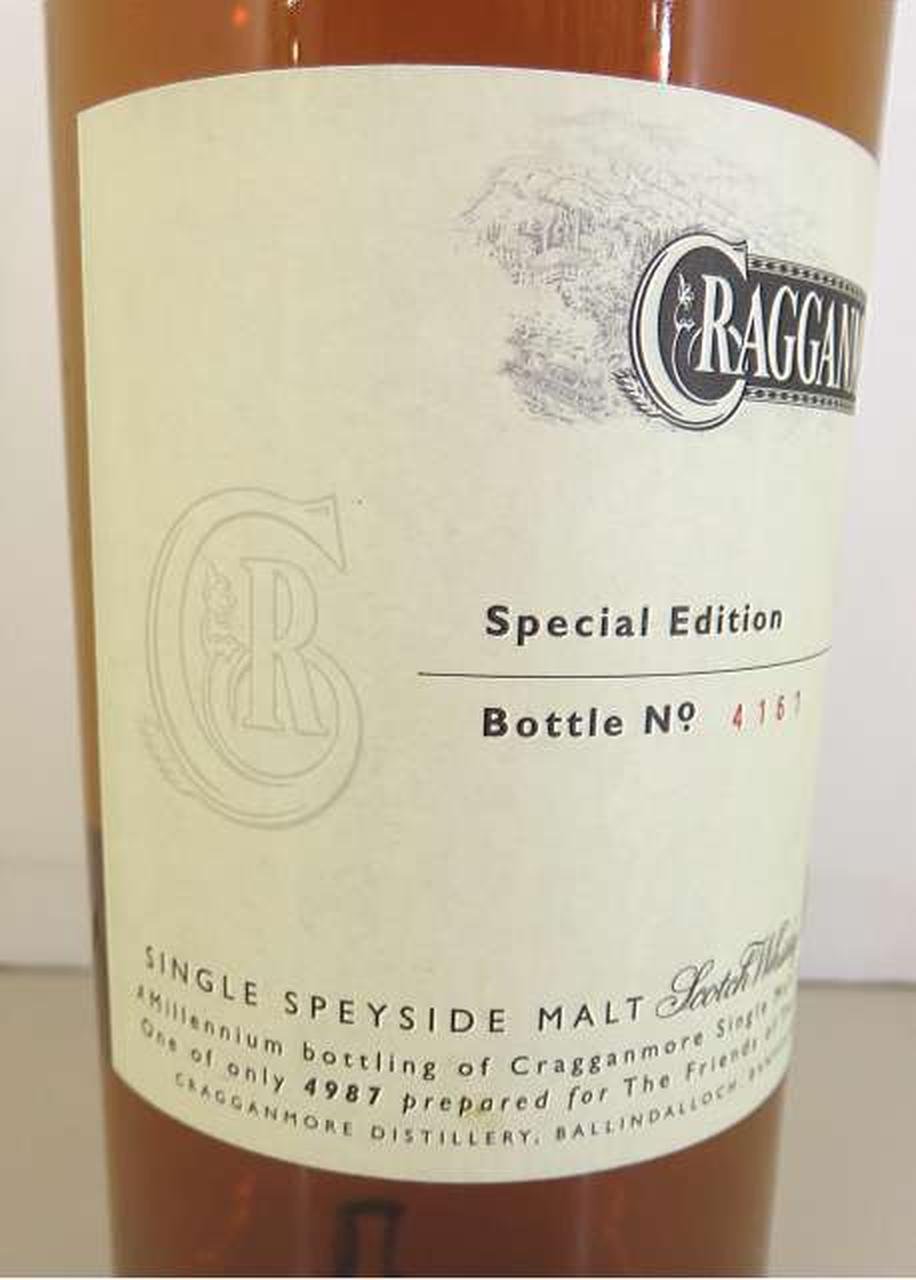 CRAGGAN
CR
Special Edition
Bottle Nº 4161
SINGLE SPEYSIDE MALT Scotch
A Millennium bottling of Cragganmore Single
One of only 4987 prepared for The Friends of
CRAGGANMORE DISTILLERY, BALLINDALLOCH,